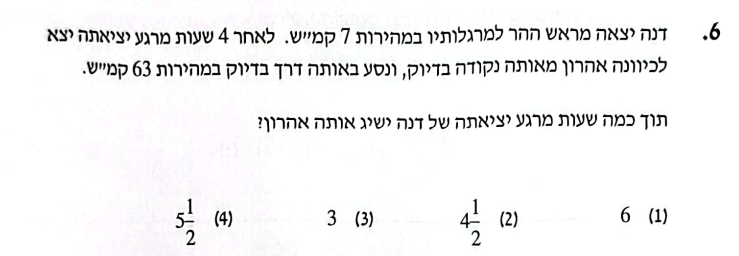 6. דנה יצאה מראש ההר למרגלותיו במהירות 7 קמ״ש. לאחר 4 שעות מרגע יציאתה יצא
לכיוונה אהרון מאותה נקודה בדיוק, ונסע באותה דרך בדיוק במהירות 63 קמ״ש.
תוך כמה שעות מרגע יציאתה של דנה ישיג אותה אהרון?
(1) 6 (2) 4 1/2 (3) 3 (4) 5 1/2